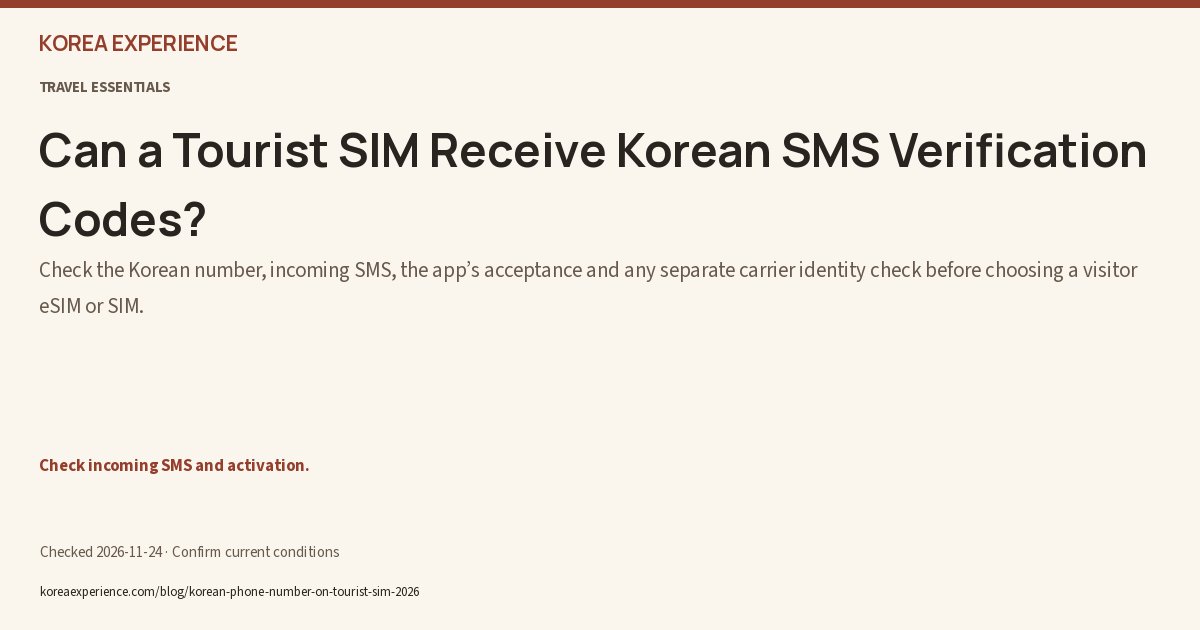 KOREA EXPERIENCE
TRAVEL ESSENTIALS
Can a Tourist SIM Receive Korean SMS Verification
Codes?
Check the Korean number, incoming SMS, the app’s acceptance and any separate carrier identity check before choosing a visitor
eSIM or SIM.
Check incoming SMS and activation.
Checked 2026-11-24 · Confirm current conditions
koreaexperience.com/blog/korean-phone-number-on-tourist-sim-2026